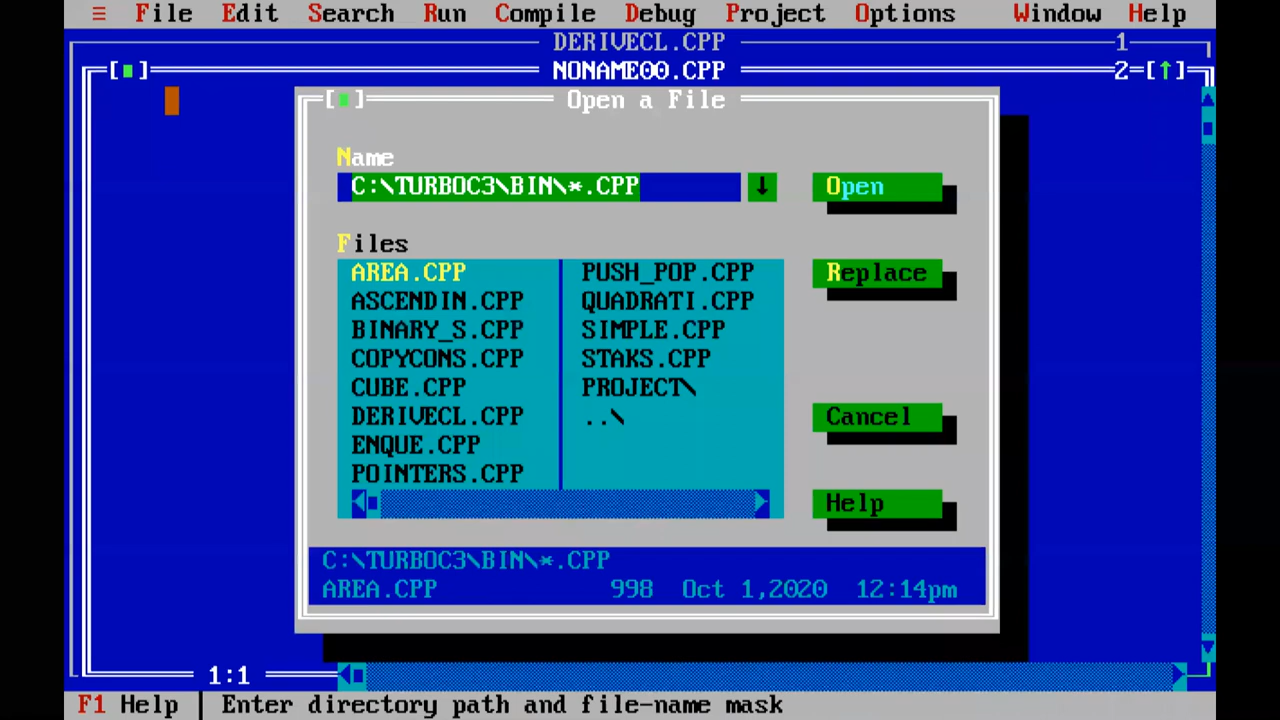 ≡ File Edit Search Run Compile Debug Project Options Window Help
DERIVECL.CPP 1
[■] NONAME00.CPP 2=[↑]
[■] Open a File
Name
C:\TURBOC3\BIN\*.CPP ↓ Open
Files
AREA.CPP PUSH_POP.CPP Replace
ASCENDIN.CPP QUADRATI.CPP
BINARY_S.CPP SIMPLE.CPP
COPYCONS.CPP STAKS.CPP
CUBE.CPP PROJECT\
DERIVECL.CPP ..\ Cancel
ENQUE.CPP
POINTERS.CPP
Help
C:\TURBOC3\BIN\*.CPP
AREA.CPP 998 Oct 1,2020 12:14pm
1:1
F1 Help │ Enter directory path and file-name mask